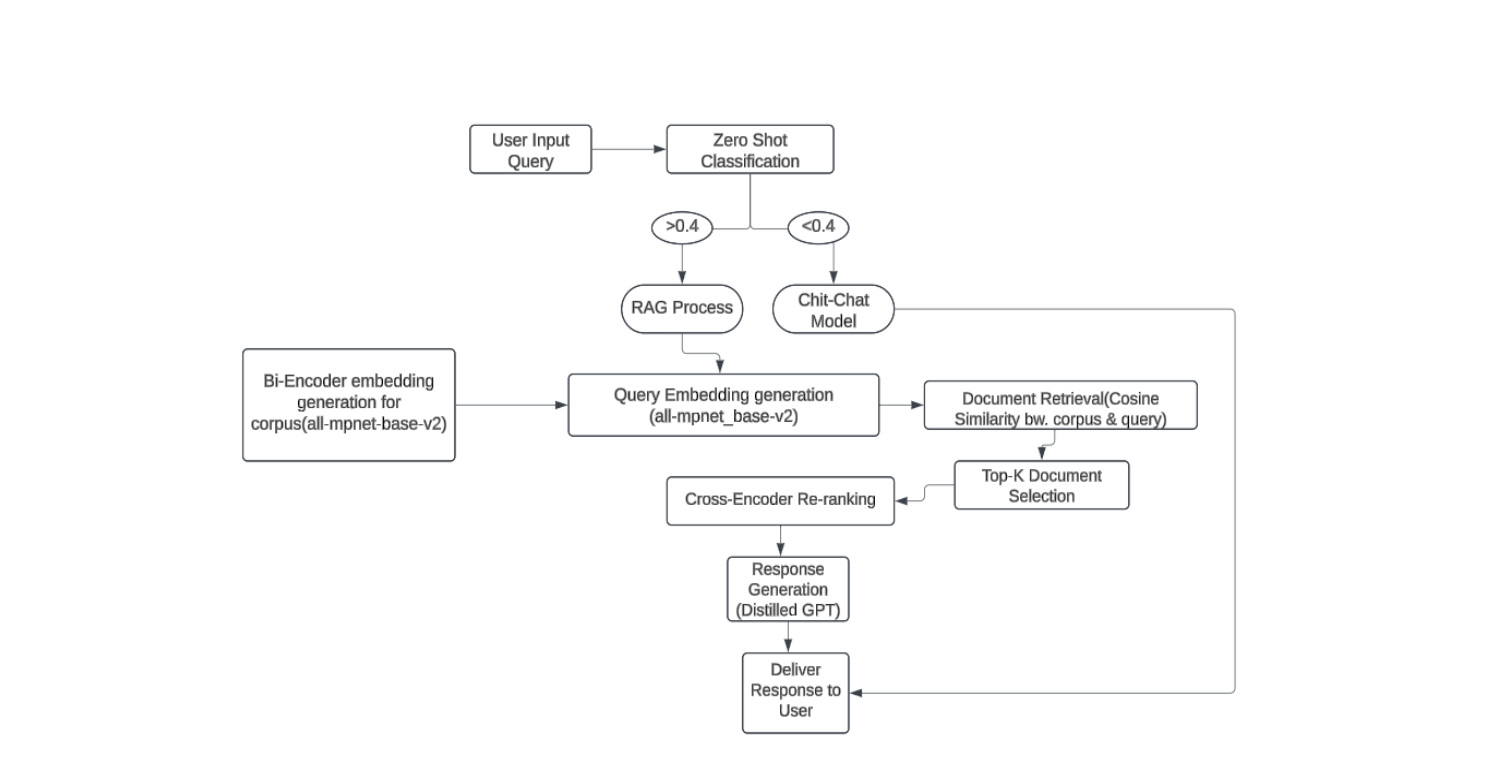 User Input
Query
Zero Shot
Classification
>0.4
<0.4
RAG Process
Chit-Chat
Model
Bi-Encoder embedding
generation for
corpus(all-mpnet-base-v2)
Query Embedding generation
(all-mpnet_base-v2)
Document Retrieval(Cosine
Similarity bw. corpus & query)
Top-K Document
Selection
Cross-Encoder Re-ranking
Response
Generation
(Distilled GPT)
Deliver
Response to
User